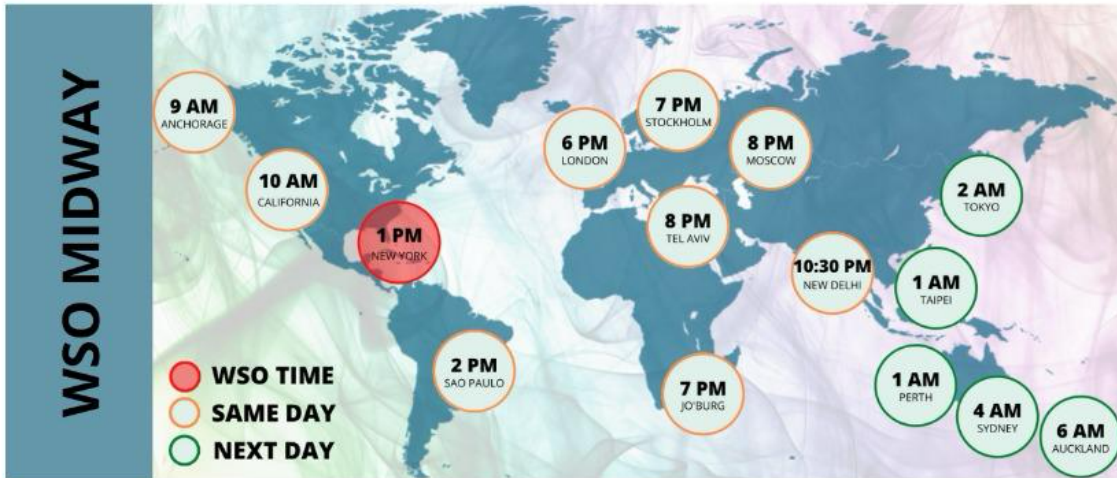 WSO MIDWAY
9 AM
ANCHORAGE
10 AM
CALIFORNIA
1 PM
NEW YORK
2 PM
SAO PAULO
6 PM
LONDON
7 PM
STOCKHOLM
8 PM
MOSCOW
8 PM
TEL AVIV
7 PM
JO'BURG
10:30 PM
NEW DELHI
2 AM
TOKYO
1 AM
TAIPEI
1 AM
PERTH
4 AM
SYDNEY
6 AM
AUCKLAND
WSO TIME
SAME DAY
NEXT DAY